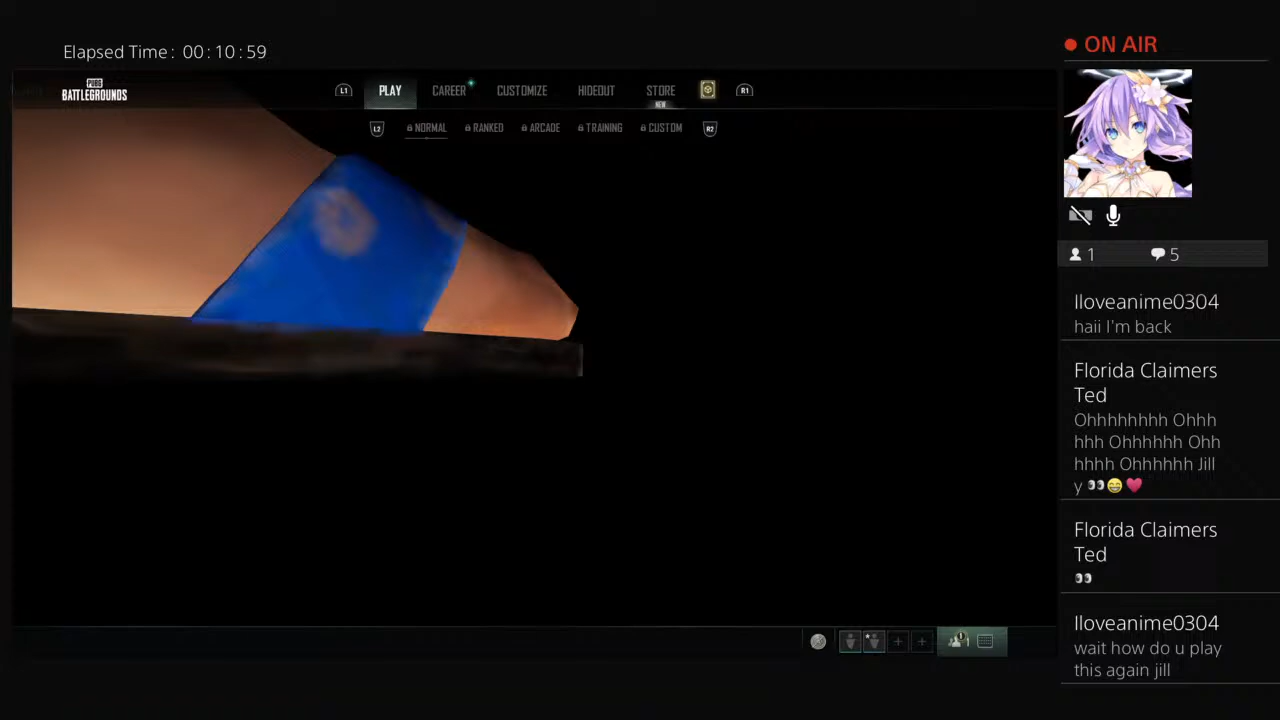 Elapsed Time: 00:10:59
ON AIR
PUBG
BATTLEGROUNDS
L1 PLAY CAREER CUSTOMIZE HIDEOUT STORE R1
NEW
L2 NORMAL RANKED ARCADE TRAINING CUSTOM R2
1 5
Iloveanime0304
haii I'm back
Florida Claimers
Ted
Ohhhhhhhh Ohhh
hhh Ohhhhhh Ohh
hhhh Ohhhhhh Jill
y 👀😁♥
Florida Claimers
Ted
👀
Iloveanime0304
wait how do u play
this again jill